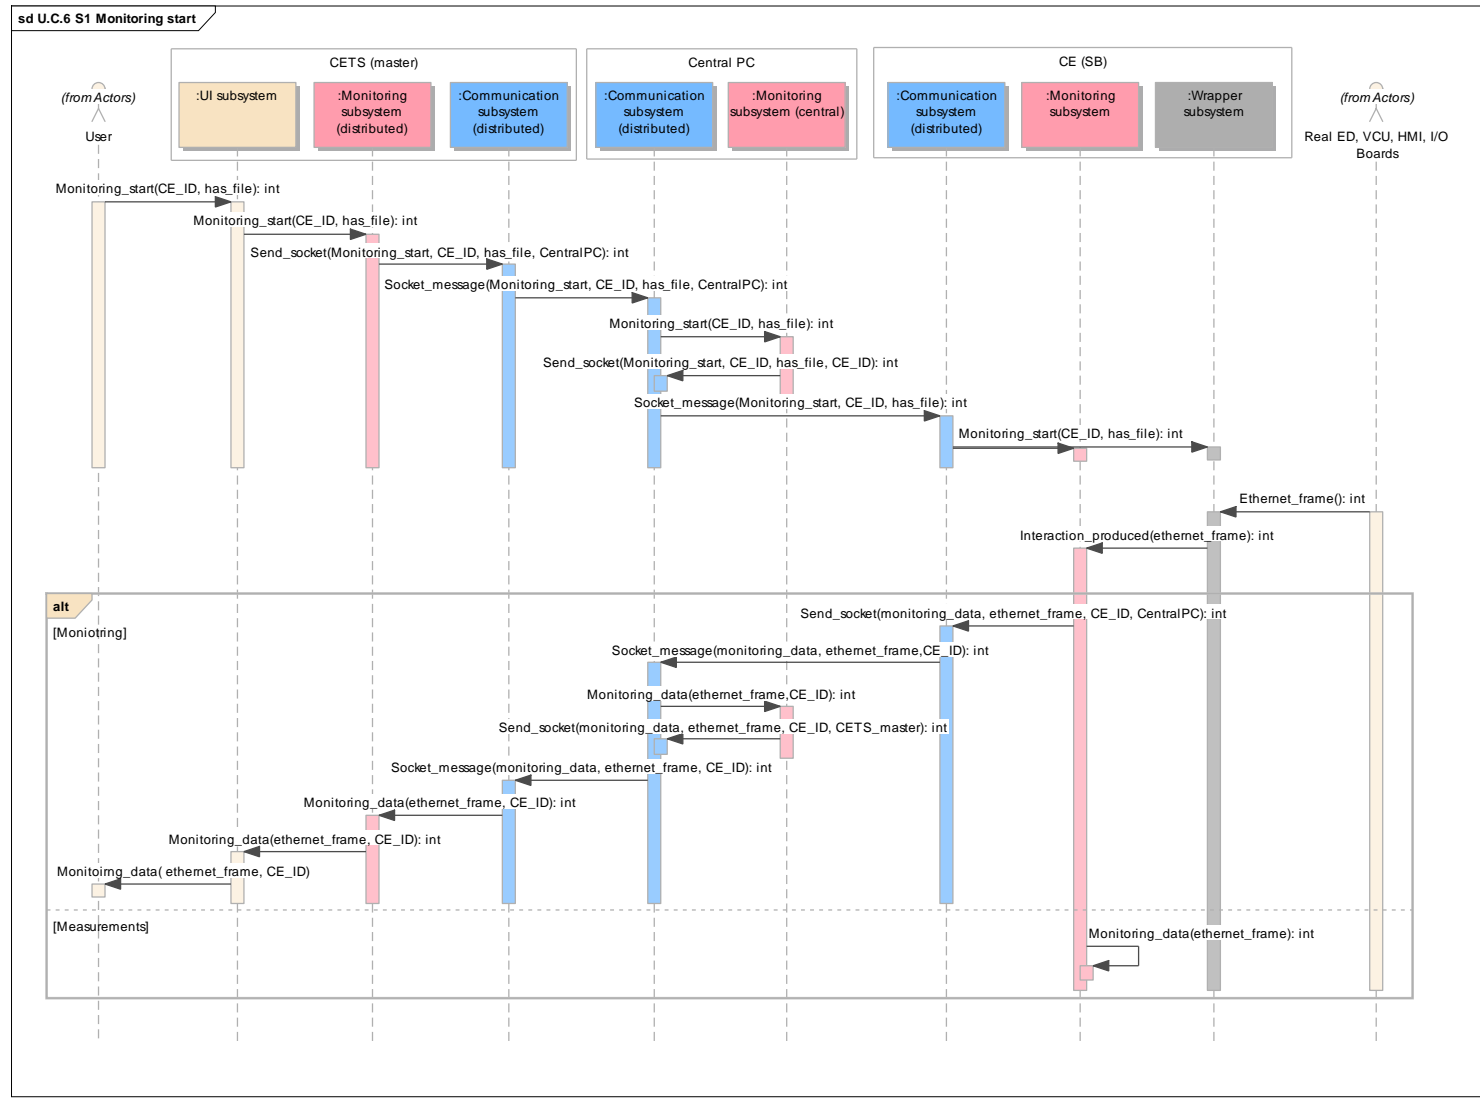 sd U.C.6 S1 Monitoring start
CETS (master)
Central PC
CE (SB)
(from Actors)
User
:UI subsystem
:Monitoring
subsystem
(distributed)
:Communication
subsystem
(distributed)
:Communication
subsystem
(distributed)
:Monitoring
subsystem (central)
:Communication
subsystem
(distributed)
:Monitoring
subsystem
:Wrapper
subsystem
(from Actors)
Real ED, VCU, HMI, I/O
Boards
Monitoring_start(CE_ID, has_file): int
Monitoring_start(CE_ID, has_file): int
Send_socket(Monitoring_start, CE_ID, has_file, CentralPC): int
Socket_message(Monitoring_start, CE_ID, has_file, CentralPC): int
Monitoring_start(CE_ID, has_file): int
Send_socket(Monitoring_start, CE_ID, has_file, CE_ID): int
Socket_message(Monitoring_start, CE_ID, has_file): int
Monitoring_start(CE_ID, has_file): int
Ethernet_frame(): int
Interaction_produced(ethernet_frame): int
alt
[Moniotring]
Send_socket(monitoring_data, ethernet_frame, CE_ID, CentralPC): int
Socket_message(monitoring_data, ethernet_frame,CE_ID): int
Monitoring_data(ethernet_frame,CE_ID): int
Send_socket(monitoring_data, ethernet_frame, CE_ID, CETS_master): int
Socket_message(monitoring_data, ethernet_frame, CE_ID): int
Monitoring_data(ethernet_frame, CE_ID): int
Monitoring_data(ethernet_frame, CE_ID): int
Monitoirng_data( ethernet_frame, CE_ID)
[Measurements]
Monitoring_data(ethernet_frame): int